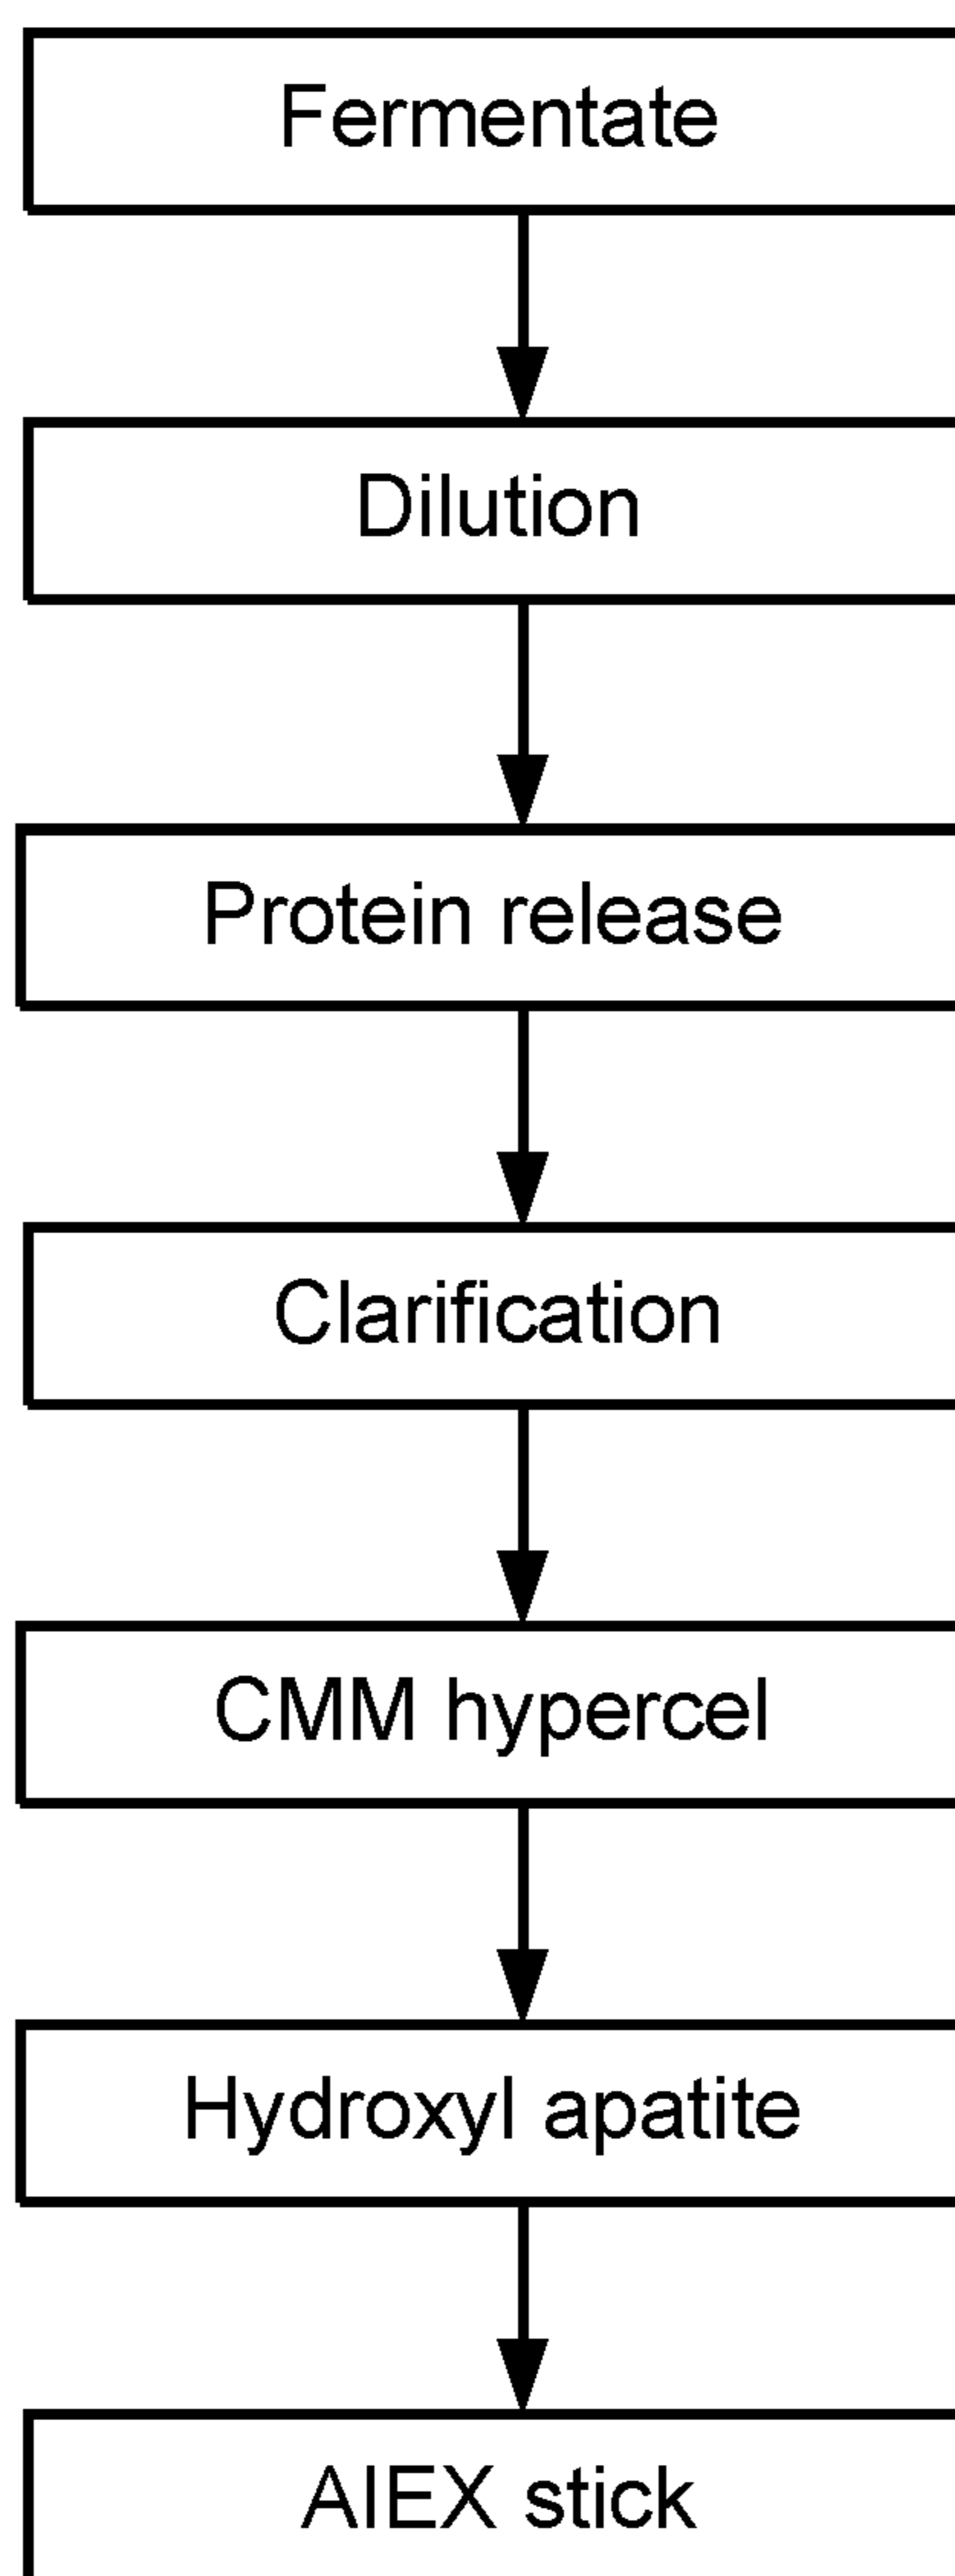 Fermentate
Dilution
Protein release
Clarification
CMM hypercel
Hydroxyl apatite
AIEX stick